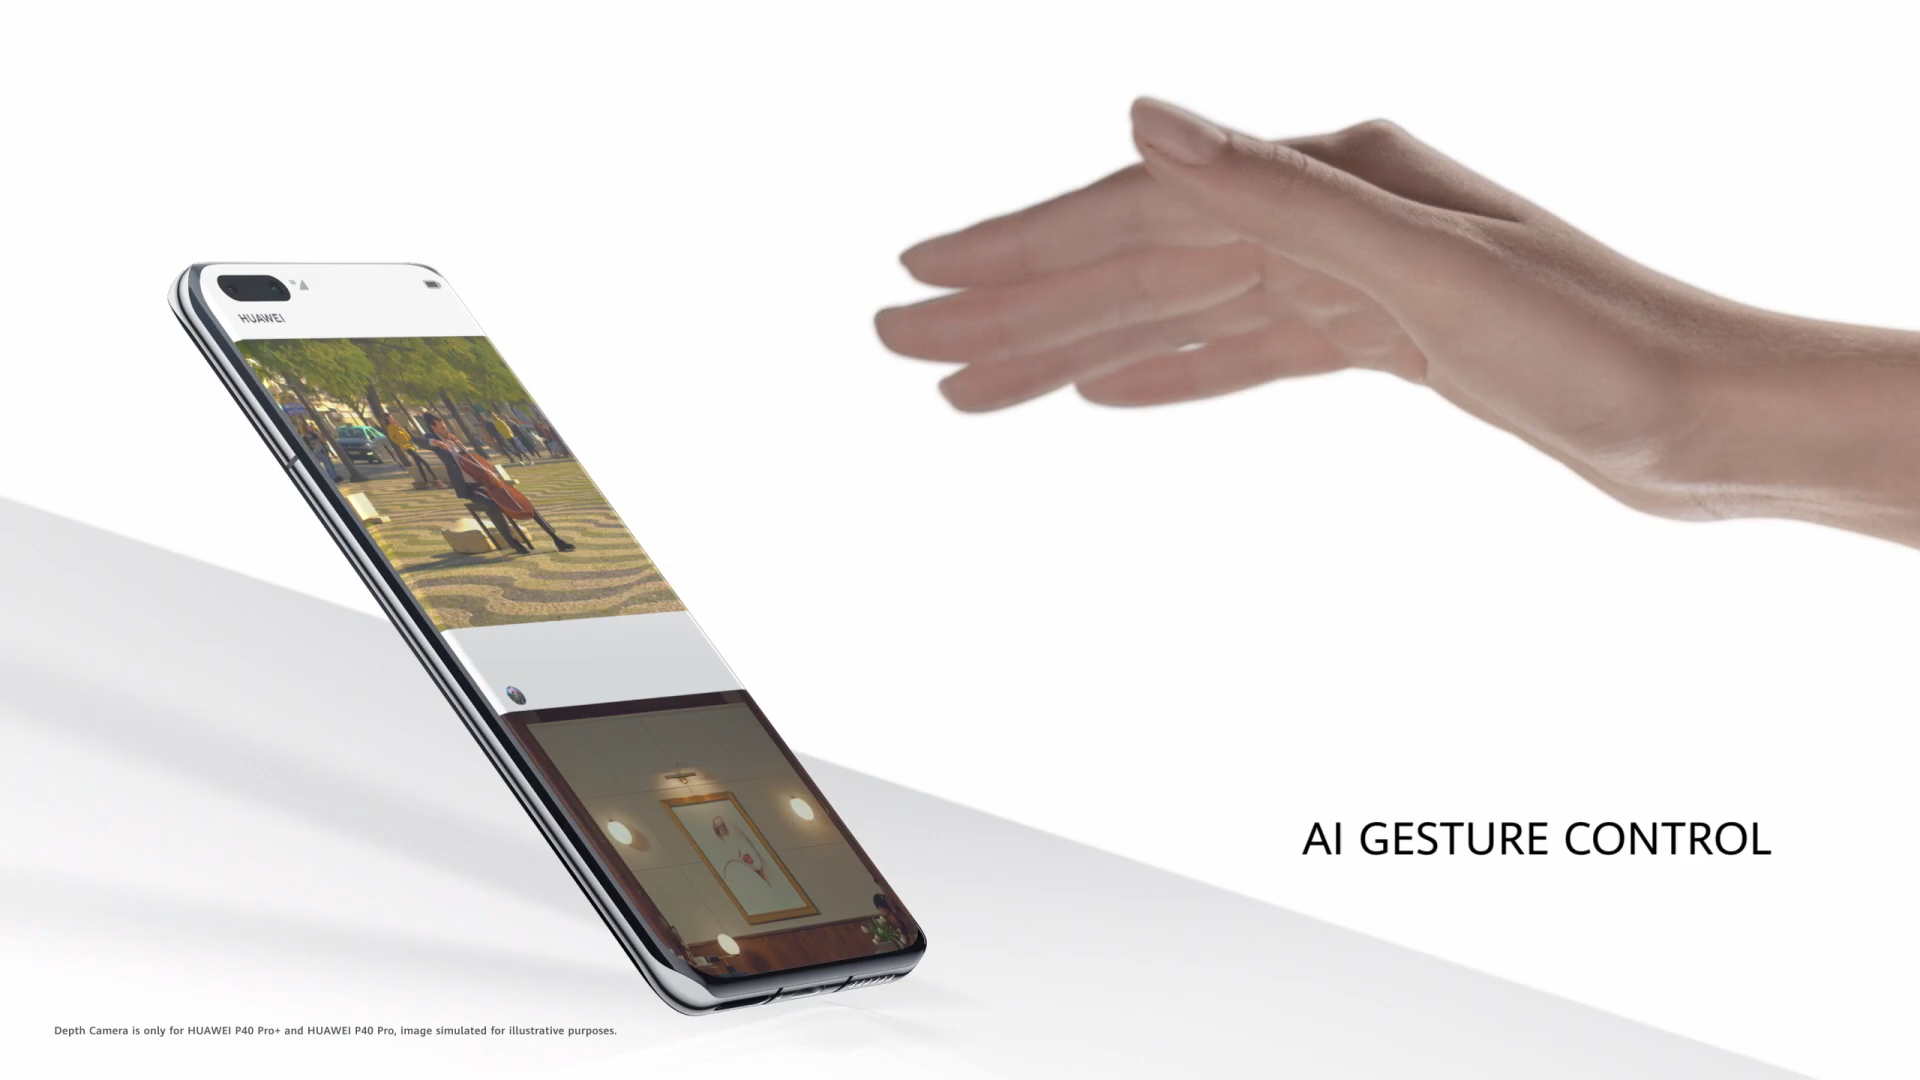 HUAWEI
AI GESTURE CONTROL
Depth Camera is only for HUAWEI P40 Pro+ and HUAWEI P40 Pro, image simulated for illustrative purposes.